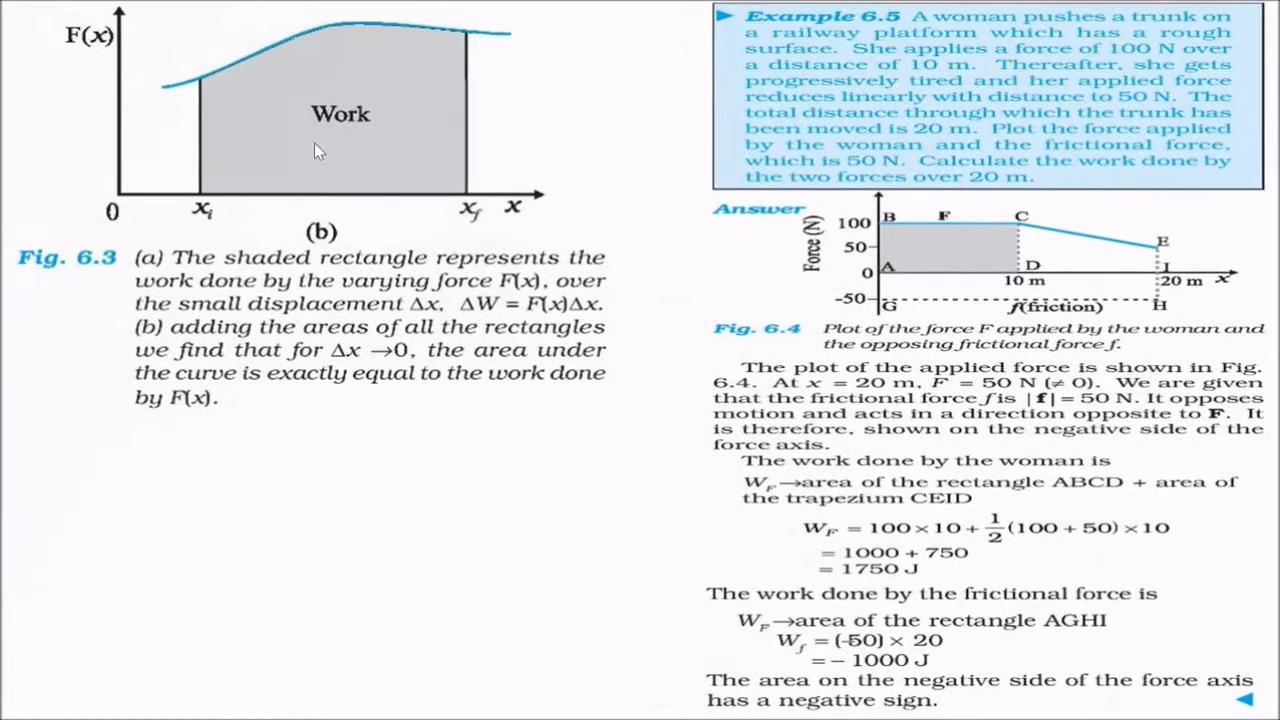 F(x)
Work
0
xᵢ
x_f
x
(b)
Fig. 6.3 (a) The shaded rectangle represents the
work done by the varying force F(x), over
the small displacement Δx, ΔW = F(x)Δx.
(b) adding the areas of all the rectangles
we find that for Δx →0, the area under
the curve is exactly equal to the work done
by F(x).
Example 6.5 A woman pushes a trunk on
a railway platform which has a rough
surface. She applies a force of 100 N over
a distance of 10 m. Thereafter, she gets
progressively tired and her applied force
reduces linearly with distance to 50 N. The
total distance through which the trunk has
been moved is 20 m. Plot the force applied
by the woman and the frictional force,
which is 50 N. Calculate the work done by
the two forces over 20 m.
Answer
Force (N)
100
50
0
-50
B
F
C
E
A
D
I
10 m
20 m
x
G
f(friction)
H
Fig. 6.4 Plot of the force F applied by the woman and
the opposing frictional force f.
The plot of the applied force is shown in Fig.
6.4. At x = 20 m, F = 50 N (≠ 0). We are given
that the frictional force f is |f|= 50 N. It opposes
motion and acts in a direction opposite to F. It
is therefore, shown on the negative side of the
force axis.
The work done by the woman is
W_F →area of the rectangle ABCD + area of
the trapezium CEID
W_F = 100×10 + 1/2 (100 + 50) × 10
= 1000 + 750
= 1750 J
The work done by the frictional force is
W_F →area of the rectangle AGHI
W_f = (-50) × 20
= − 1000 J
The area on the negative side of the force axis
has a negative sign.